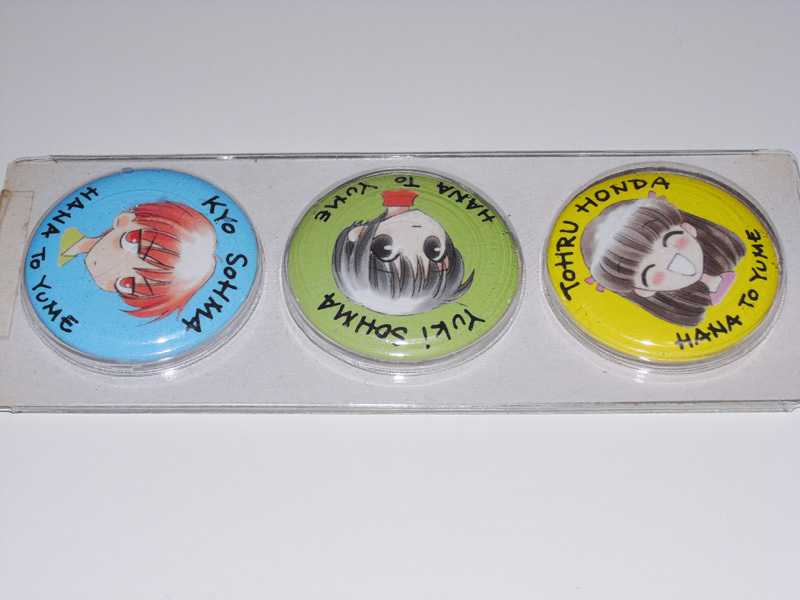 KYO SOHMA
HANA TO YUME
YUKI SOHMA
HANA TO YUME
TOHRU HONDA
HANA TO YUME